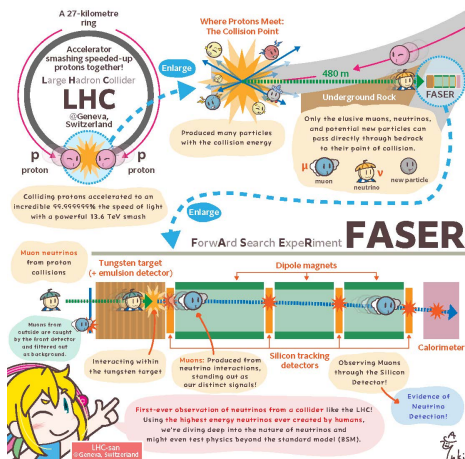 A 27-kilometre
ring
Accelerator
smashing speeded-up
protons together!
Large Hadron Collider
LHC
@Geneva,
Switzerland
p
proton
p
proton
Colliding protons accelerated to an
incredible 99.999999% the speed of light
with a powerful 13.6 TeV smash
Enlarge
Where Protons Meet:
The Collision Point
480 m
FASER
Underground Rock
Produced many particles
with the collision energy
Only the elusive muons, neutrinos,
and potential new particles can
pass directly through bedrock
to their point of collision.
μ
muon
ν
neutrino
new particle
Enlarge
ForwArd Search ExpeRiment FASER
Muon neutrinos
from proton
collisions
Tungsten target
(+ emulsion detector)
Dipole magnets
Muons from
outside are caught
by the front detector
and filtered out
as background.
Interacting within
the tungsten target
Muons: Produced from
neutrino interactions,
standing out as
our distinct signals!
Silicon tracking
detectors
Observing Muons
through the Silicon
Detector!
Calorimeter
Evidence of
Neutrino
Detection!
First-ever observation of neutrinos from a collider like the LHC!
Using the highest energy neutrinos ever created by humans,
we're diving deep into the nature of neutrinos and
might even test physics beyond the standard model (BSM).
LHC-san
@Geneva, Switzerland